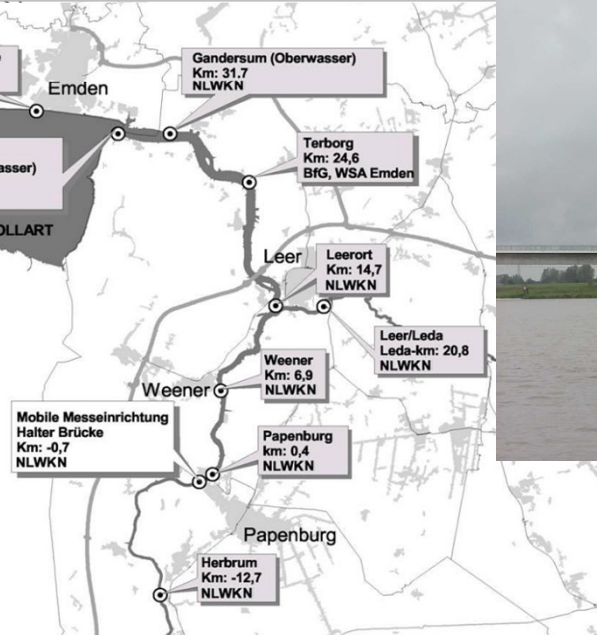 Gandersum (Oberwasser)
Km: 31.7
NLWKN
Emden
Terborg
Km: 24,6
BfG, WSA Emden
asser)
OLLART
Leer
Leerort
Km: 14,7
NLWKN
Leer/Leda
Leda-km: 20,8
NLWKN
Weener
Km: 6,9
NLWKN
Weener
Mobile Messeinrichtung
Halter Brücke
Km: -0,7
NLWKN
Papenburg
km: 0,4
NLWKN
Papenburg
Herbrum
Km: -12,7
NLWKN